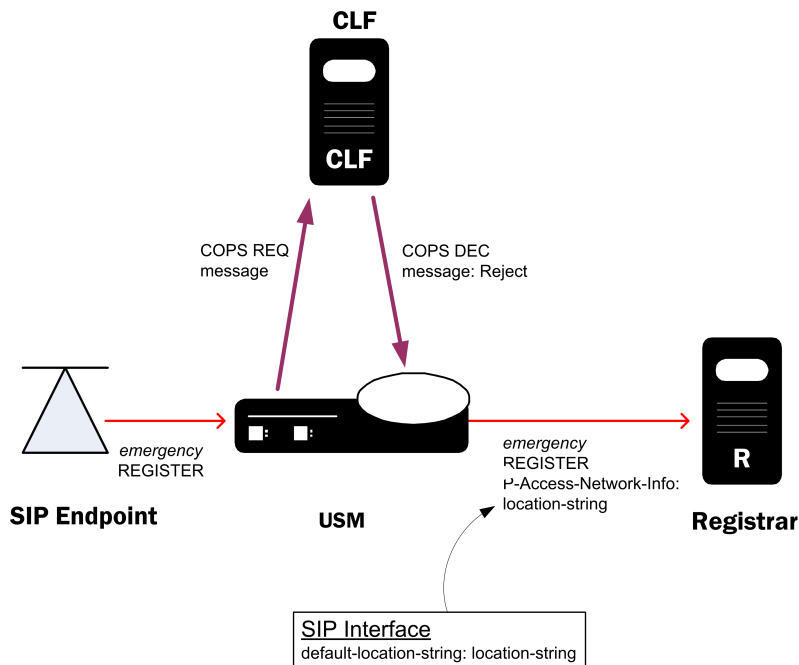 CLF
CLF
COPS REQ
message
COPS DEC
message: Reject
emergency
REGISTER
SIP Endpoint
USM
emergency
REGISTER
P-Access-Network-Info:
location-string
R
Registrar
SIP Interface
default-location-string: location-string